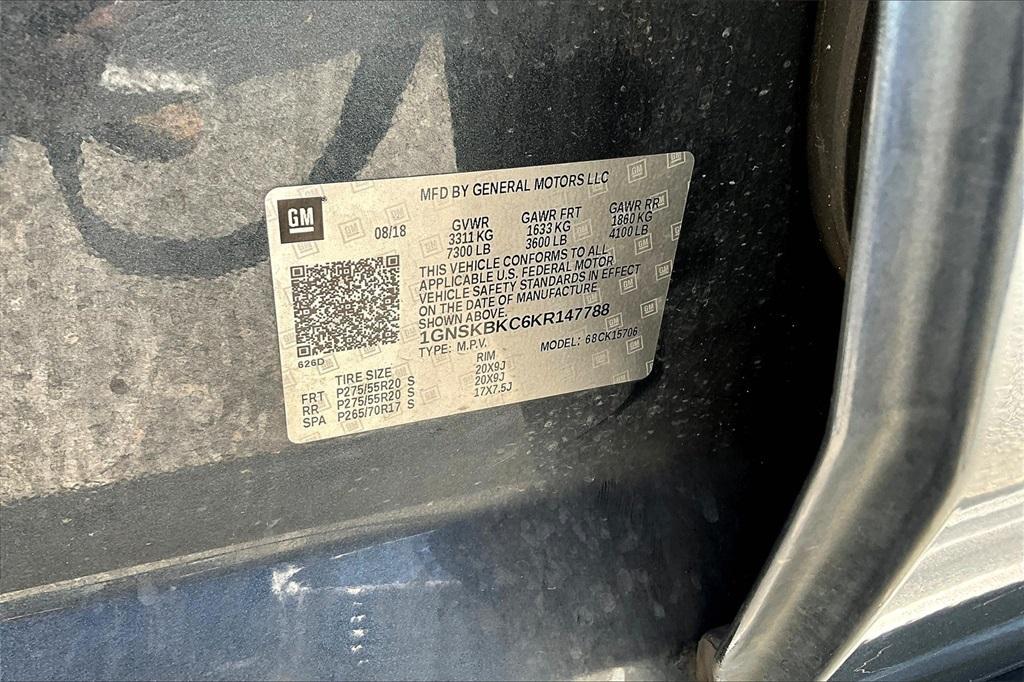 MFD BY GENERAL MOTORS LLC
GM
08/18
GVWR GAWR FRT GAWR RR
3311 KG 1633 KG 1860 KG
7300 LB 3600 LB 4100 LB
THIS VEHICLE CONFORMS TO ALL
APPLICABLE U.S. FEDERAL MOTOR
VEHICLE SAFETY STANDARDS IN EFFECT
ON THE DATE OF MANUFACTURE
SHOWN ABOVE.
1GNSKBKC6KR147788
TYPE: M.P.V. MODEL: 68CK15706
626D
TIRE SIZE RIM
FRT P275/55R20 S 20X9J
RR P275/55R20 S 20X9J
SPA P265/70R17 S 17X7.5J